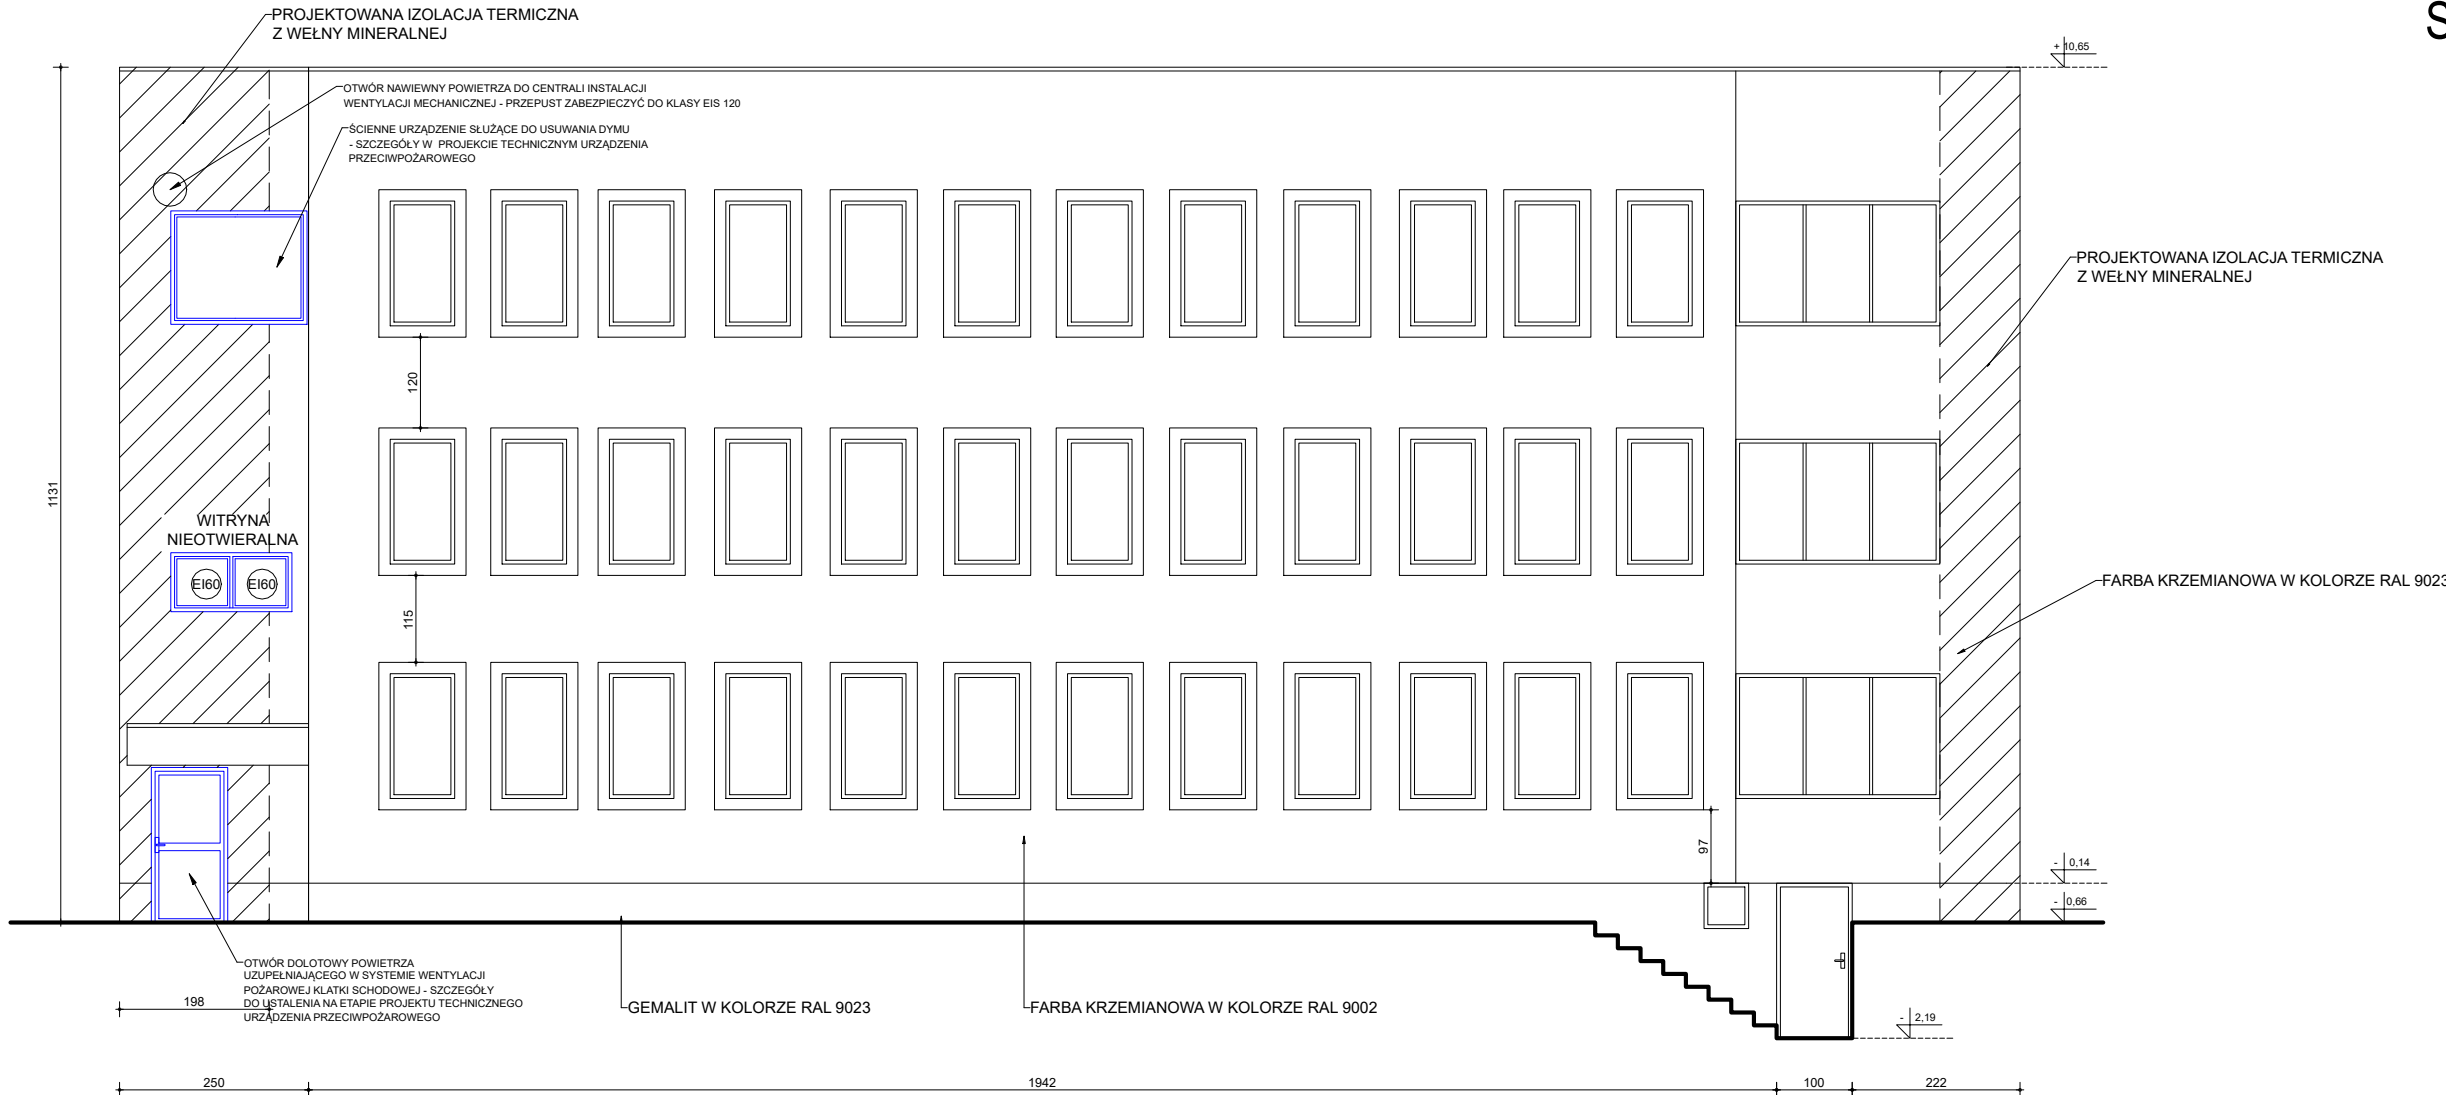 S
PROJEKTOWANA IZOLACJA TERMICZNA
Z WEŁNY MINERALNEJ
+ 10,65
OTWÓR NAWIEWNY POWIETRZA DO CENTRALI INSTALACJI
WENTYLACJI MECHANICZNEJ - PRZEPUST ZABEZPIECZYĆ DO KLASY EIS 120
ŚCIENNE URZĄDZENIE SŁUŻĄCE DO USUWANIA DYMU
- SZCZEGÓŁY W PROJEKCIE TECHNICZNYM URZĄDZENIA
PRZECIWPOŻAROWEGO
PROJEKTOWANA IZOLACJA TERMICZNA
Z WEŁNY MINERALNEJ
120
1131
WITRYNA
NIEOTWIERALNA
EI60 EI60
FARBA KRZEMIANOWA W KOLORZE RAL 9023
115
97
- 0,14
- 0,66
OTWÓR DOLOTOWY POWIETRZA
UZUPEŁNIAJĄCEGO W SYSTEMIE WENTYLACJI
POŻAROWEJ KLATKI SCHODOWEJ - SZCZEGÓŁY
DO USTALENIA NA ETAPIE PROJEKTU TECHNICZNEGO
URZĄDZENIA PRZECIWPOŻAROWEGO
198
GEMALIT W KOLORZE RAL 9023
FARBA KRZEMIANOWA W KOLORZE RAL 9002
- 2,19
250 1942 100 222